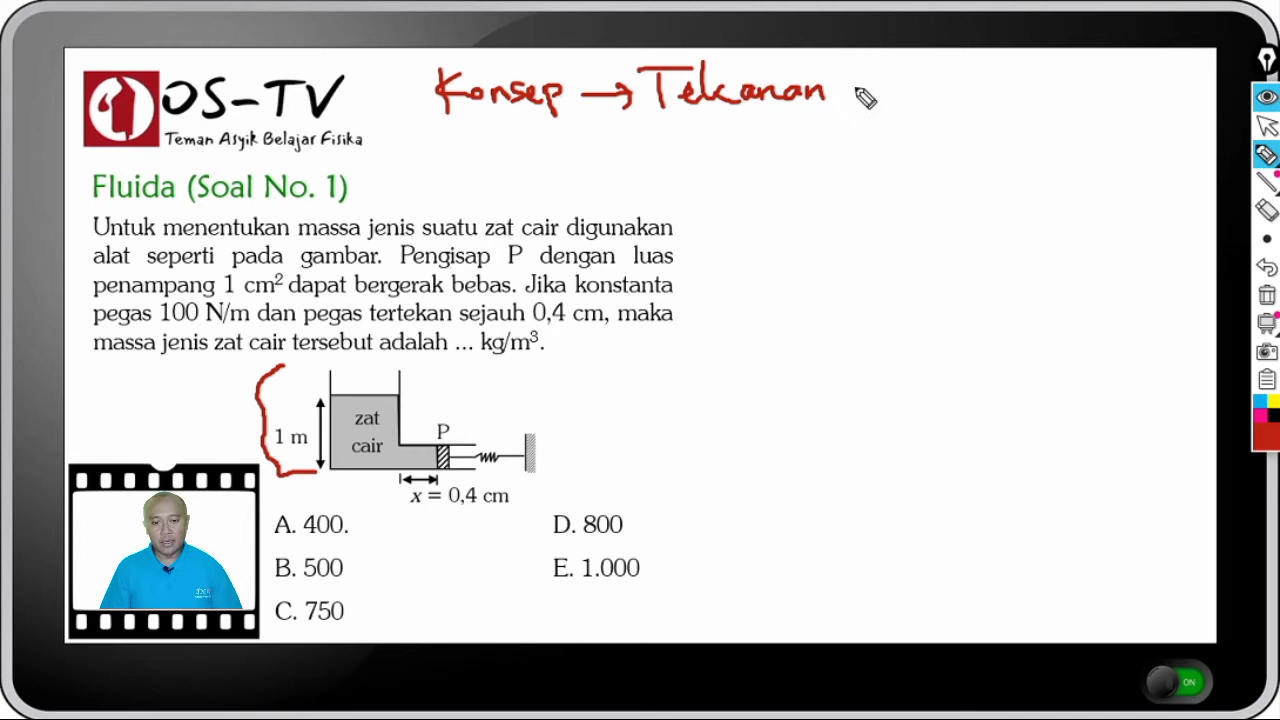 OS-TV
Teman Asyik Belajar Fisika
Konsep → Tekanan
Fluida (Soal No. 1)
Untuk menentukan massa jenis suatu zat cair digunakan
alat seperti pada gambar. Pengisap P dengan luas
penampang 1 cm² dapat bergerak bebas. Jika konstanta
pegas 100 N/m dan pegas tertekan sejauh 0,4 cm, maka
massa jenis zat cair tersebut adalah ... kg/m³.
1 m
zat
cair
P
x = 0,4 cm
A. 400.
B. 500
C. 750
D. 800
E. 1.000
ON